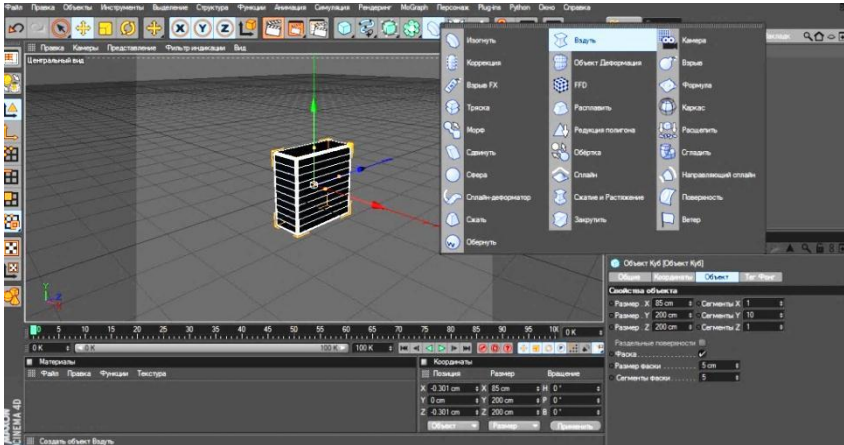 Файл Правка Объекты Инструменты Выделение Структура Функции Анимация Симуляция Рендеринг MoGraph Персонаж Plug-ins Python Окно Справка
Правка Камеры Представление Фильтр индикации Вид
Центральный вид
Изогнуть Вздуть Камера
Коррекция Объект Деформация Взрыв
Взрыв FX FFD Формула
Тряска Расплавить Каркас
Морф Редукция полигона Расщепить
Сдвинуть Обёртка Сгладить
Сфера Сплайн Направляющий сплайн
Сплайн-деформатор Сжатие и Растяжение Поверхность
Сжать Закрутить Ветер
Обернуть
Y
Z
X
Объект Куб [Объект Куб]
Общие Координаты Объект Тег Фонг
Свойства объекта
Размер . X 85 cm Сегменты X 1
Размер . Y 200 cm Сегменты Y 10
Размер . Z 200 cm Сегменты Z 1
Раздельные поверхности
Фаска
Размер фаски 5 cm
Сегменты фаски 5
0 5 10 15 20 25 30 35 40 45 50 55 60 65 70 75 80 85 90 95 100 0 K
0 K 0 K 100 K 100 K
Материалы
Файл Правка Функции Текстура
Координаты
Позиция Размер Вращение
X -0.301 cm X 85 cm H 0°
Y 0 cm Y 200 cm P 0°
Z -0.301 cm Z 200 cm B 0°
Объект Размер Применить
MAXON
CINEMA 4D
Создать объект Вздуть